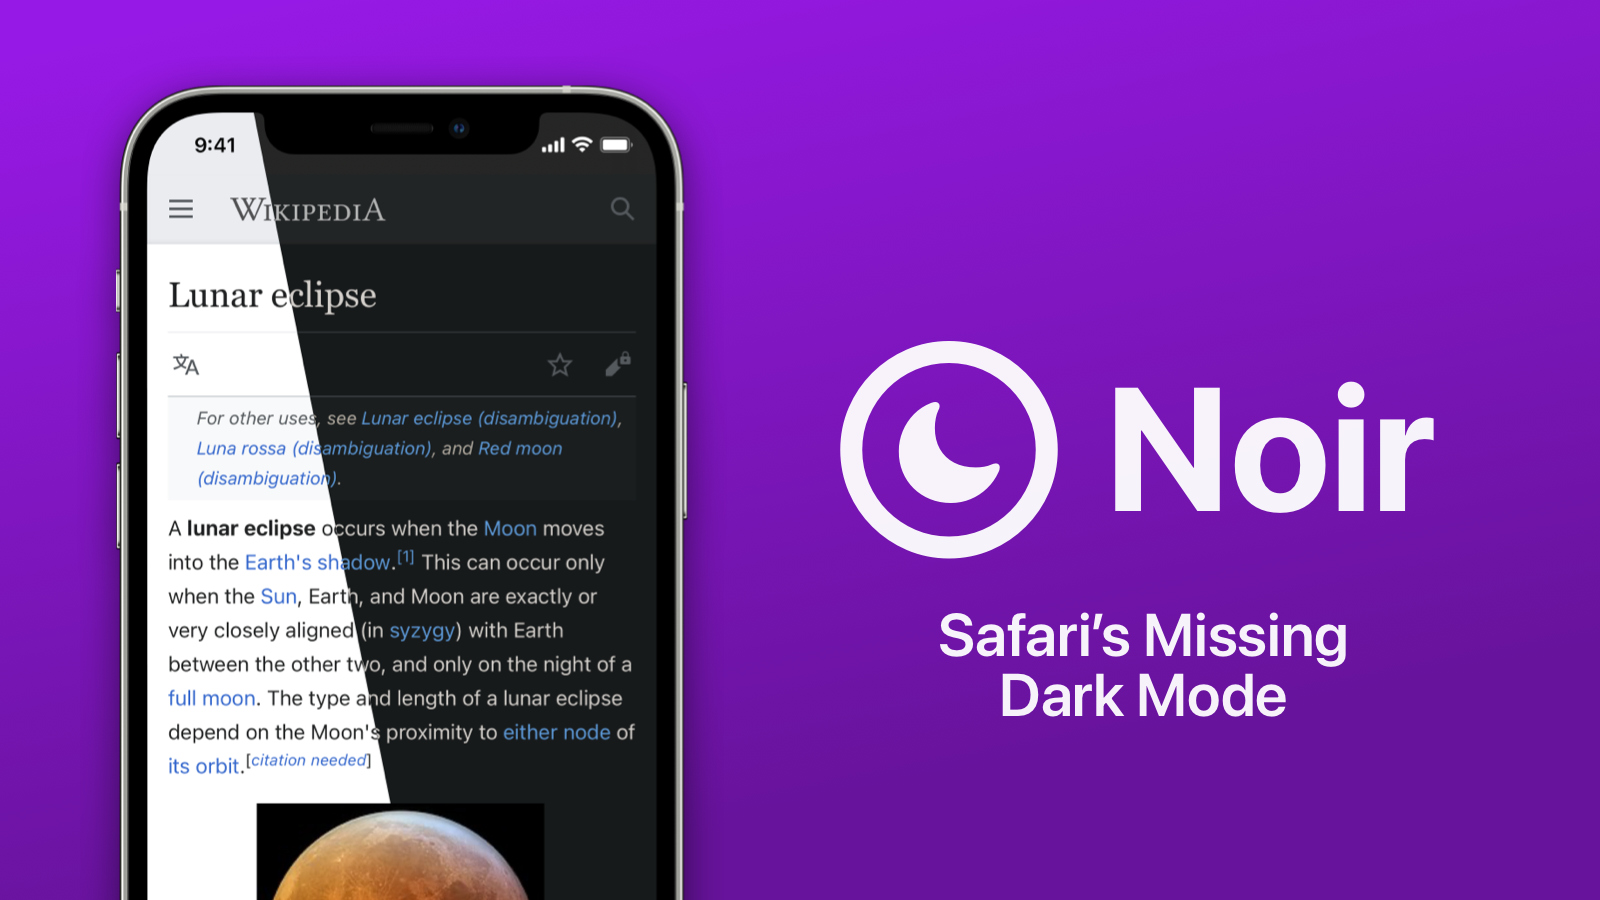 9:41
WIKIPEDIA
Lunar eclipse
文A
For other uses, see Lunar eclipse (disambiguation),
Luna rossa (disambiguation), and Red moon
(disambiguation).
A lunar eclipse occurs when the Moon moves
into the Earth's shadow.[1] This can occur only
when the Sun, Earth, and Moon are exactly or
very closely aligned (in syzygy) with Earth
between the other two, and only on the night of a
full moon. The type and length of a lunar eclipse
depend on the Moon's proximity to either node of
its orbit.[citation needed]
Noir
Safari’s Missing
Dark Mode